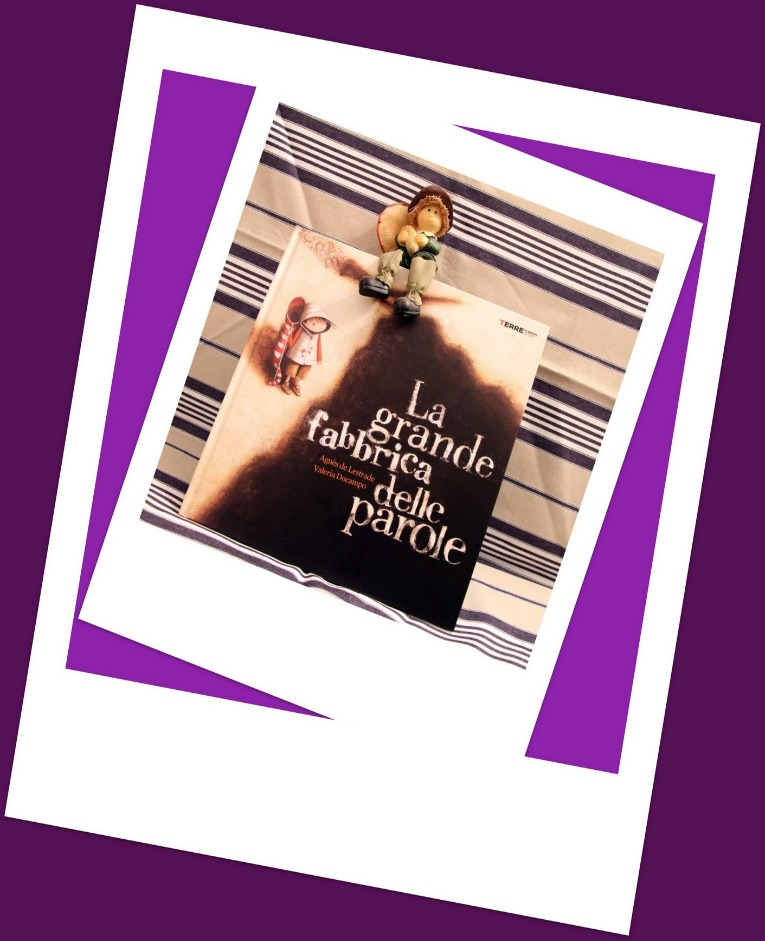 TERRE
La
grande
fabbrica
delle
parole
Agnès de Lestrade
Valeria Docampo